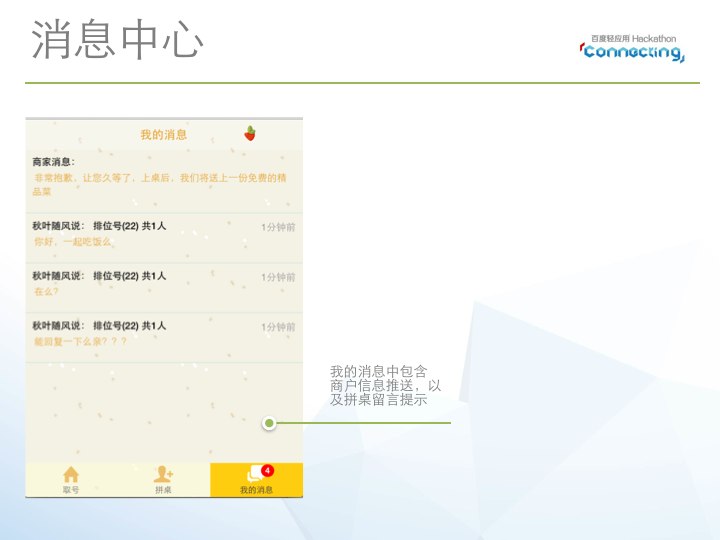 消息中心
百度轻应用 Hackathon
Connecting
我的消息
商家消息：
非常抱歉，让您久等了，上桌后，我们将送上一份免费的精
品菜
秋叶随风说： 排位号(22) 共1人 1分钟前
你好，一起吃饭么
秋叶随风说： 排位号(22) 共1人 1分钟前
在么？
秋叶随风说： 排位号(22) 共1人 1分钟前
能回复一下么亲？？？
我的消息中包含
商户信息推送，以
及拼桌留言提示
4
取号 拼桌 我的消息